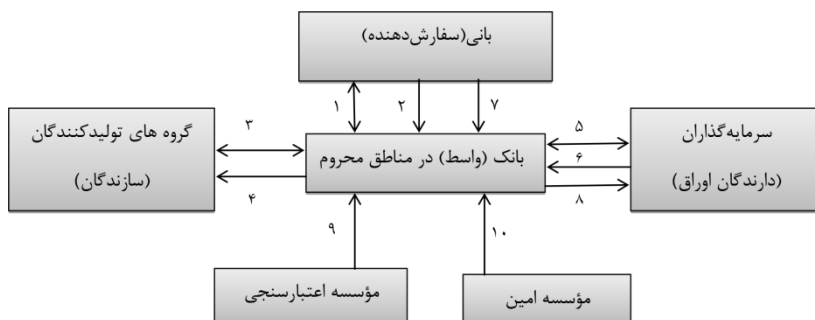 بانی(سفارش‌دهنده)
۱
۲
۷
گروه های تولیدکنندگان
(سازندگان)
۳
۴
بانک (واسط) در مناطق محروم
۵
۶
۸
سرمایه‌گذاران
(دارندگان اوراق)
۹
۱۰
مؤسسه اعتبارسنجی
مؤسسه امین